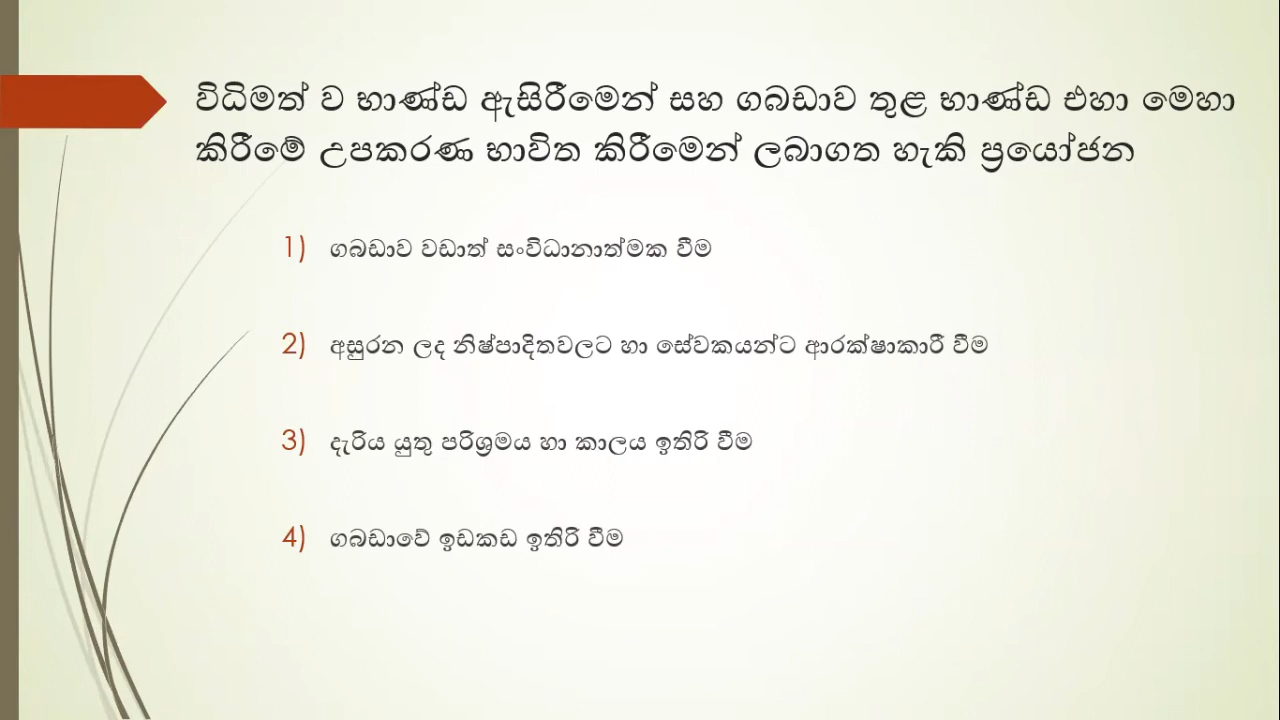 විධිමත් ව භාණ්ඩ ඇසිරීමෙන් සහ ගබඩාව තුළ භාණ්ඩ එහා මෙහා
කිරීමේ උපකරණ භාවිත කිරීමෙන් ලබාගත හැකි ප්‍රයෝජන
1) ගබඩාව වඩාත් සංවිධානාත්මක වීම
2) අසුරන ලද නිෂ්පාදිතවලට හා සේවකයන්ට ආරක්ෂාකාරී වීම
3) දැරිය යුතු පරිශ්‍රමය හා කාලය ඉතිරි වීම
4) ගබඩාවේ ඉඩකඩ ඉතිරි වීම